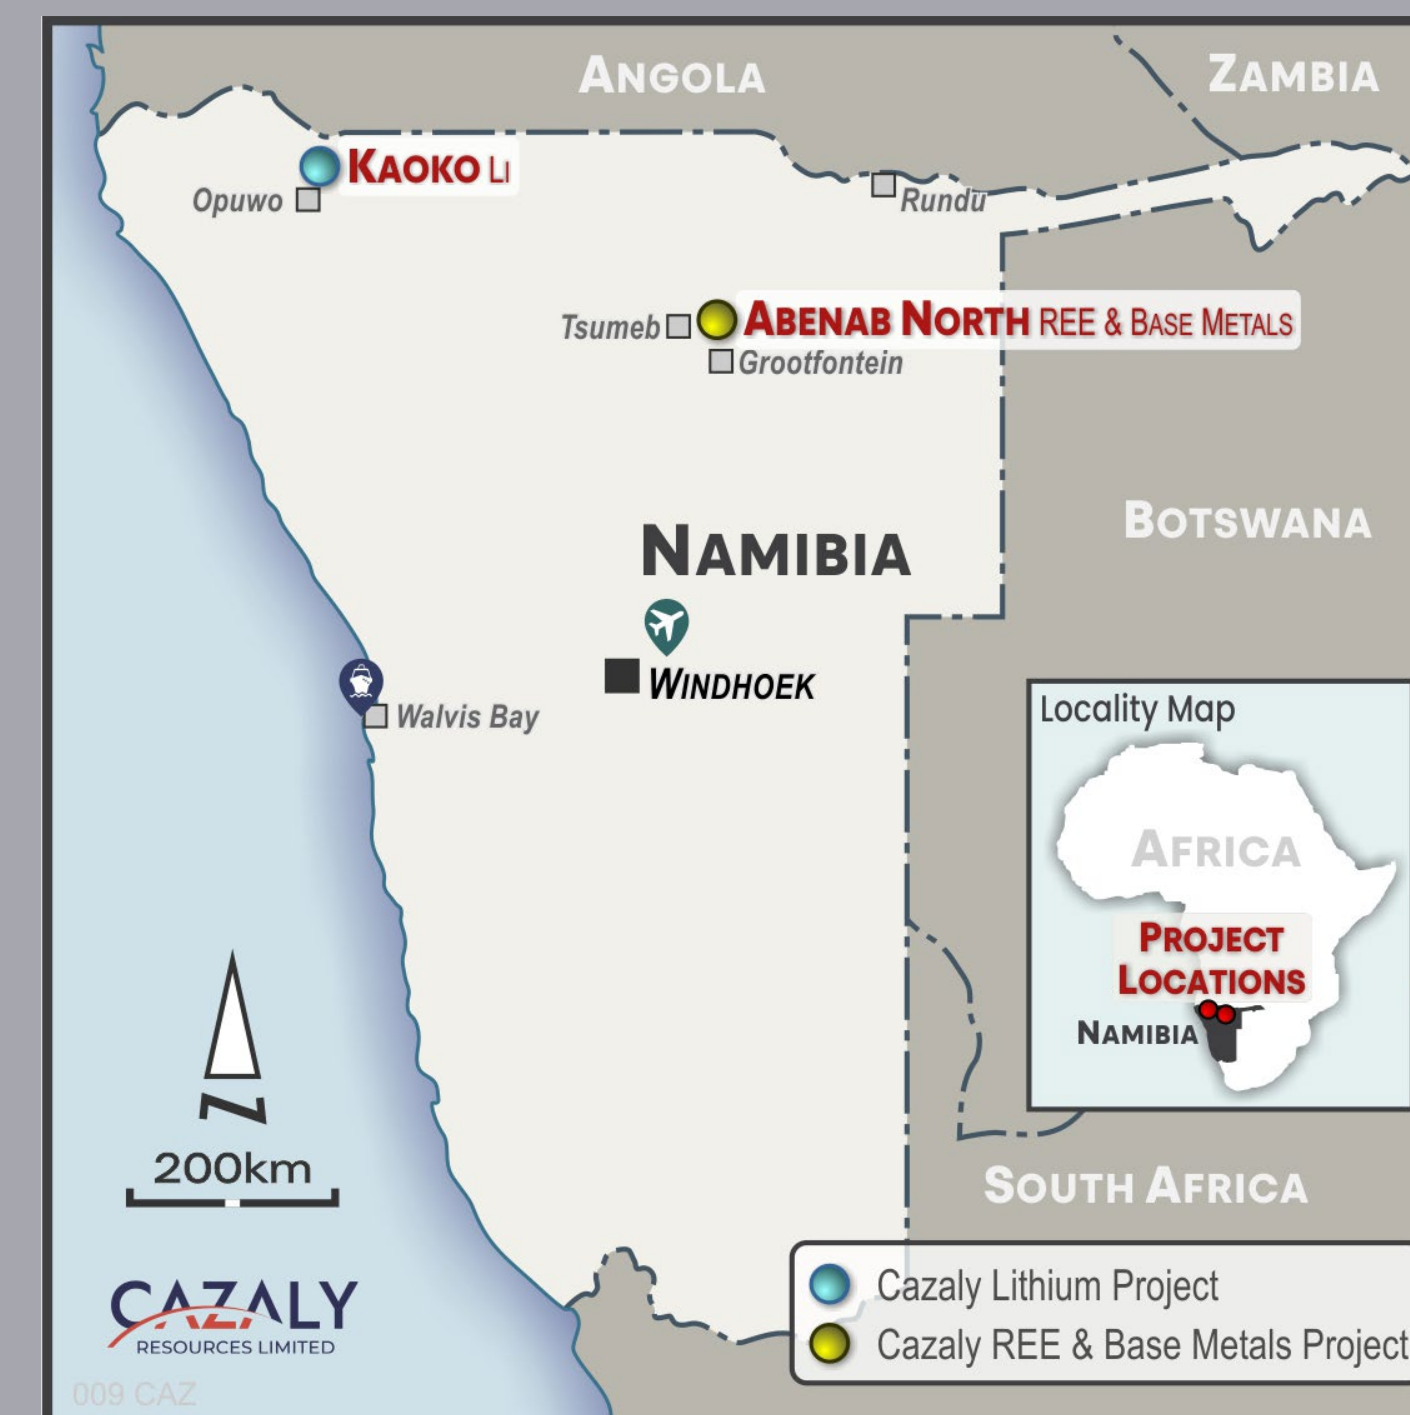 ANGOLA
ZAMBIA
KAOKO LI
Opuwo
Rundu
ABENAB NORTH REE & BASE METALS
Tsumeb
Grootfontein
BOTSWANA
NAMIBIA
WINDHOEK
Walvis Bay
Locality Map
AFRICA
PROJECT
LOCATIONS
NAMIBIA
N
200km
SOUTH AFRICA
CAZALY
RESOURCES LIMITED
Cazaly Lithium Project
Cazaly REE & Base Metals Project
009 CAZ